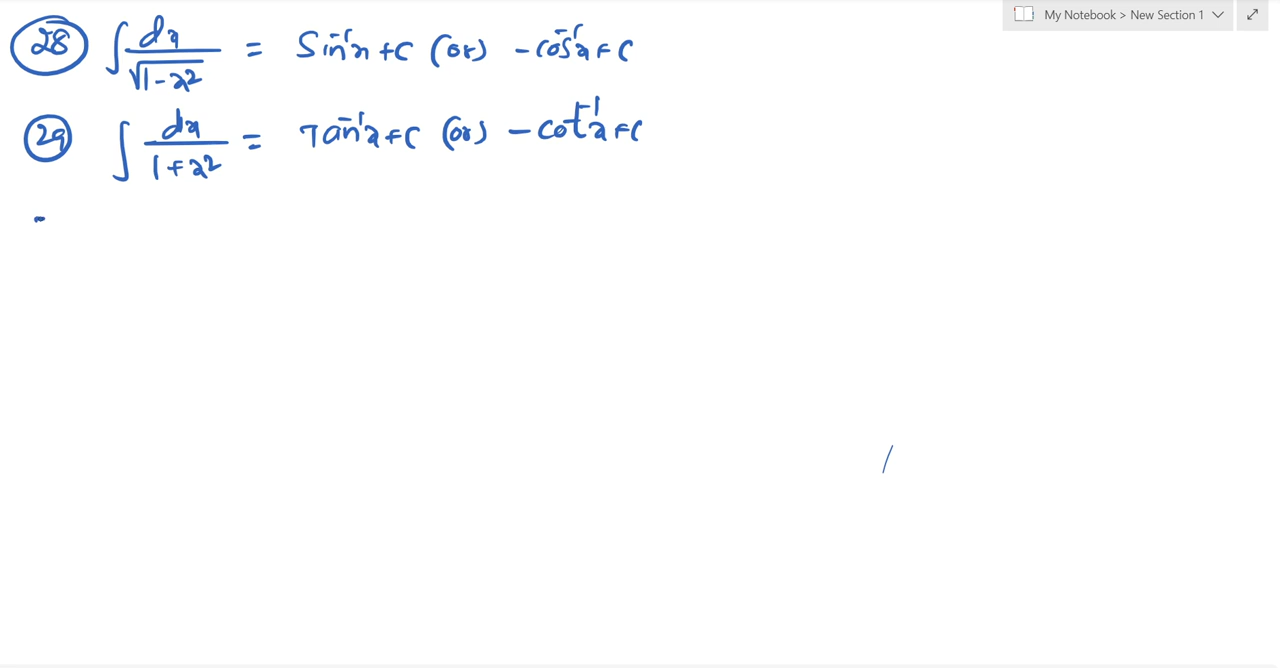 My Notebook > New Section 1
28 ∫ dx/√(1-x²) = Sin⁻¹x + C (or) - Cos⁻¹x + C
29 ∫ dx/(1+x²) = Tan⁻¹x + C (or) - Cot⁻¹x + C